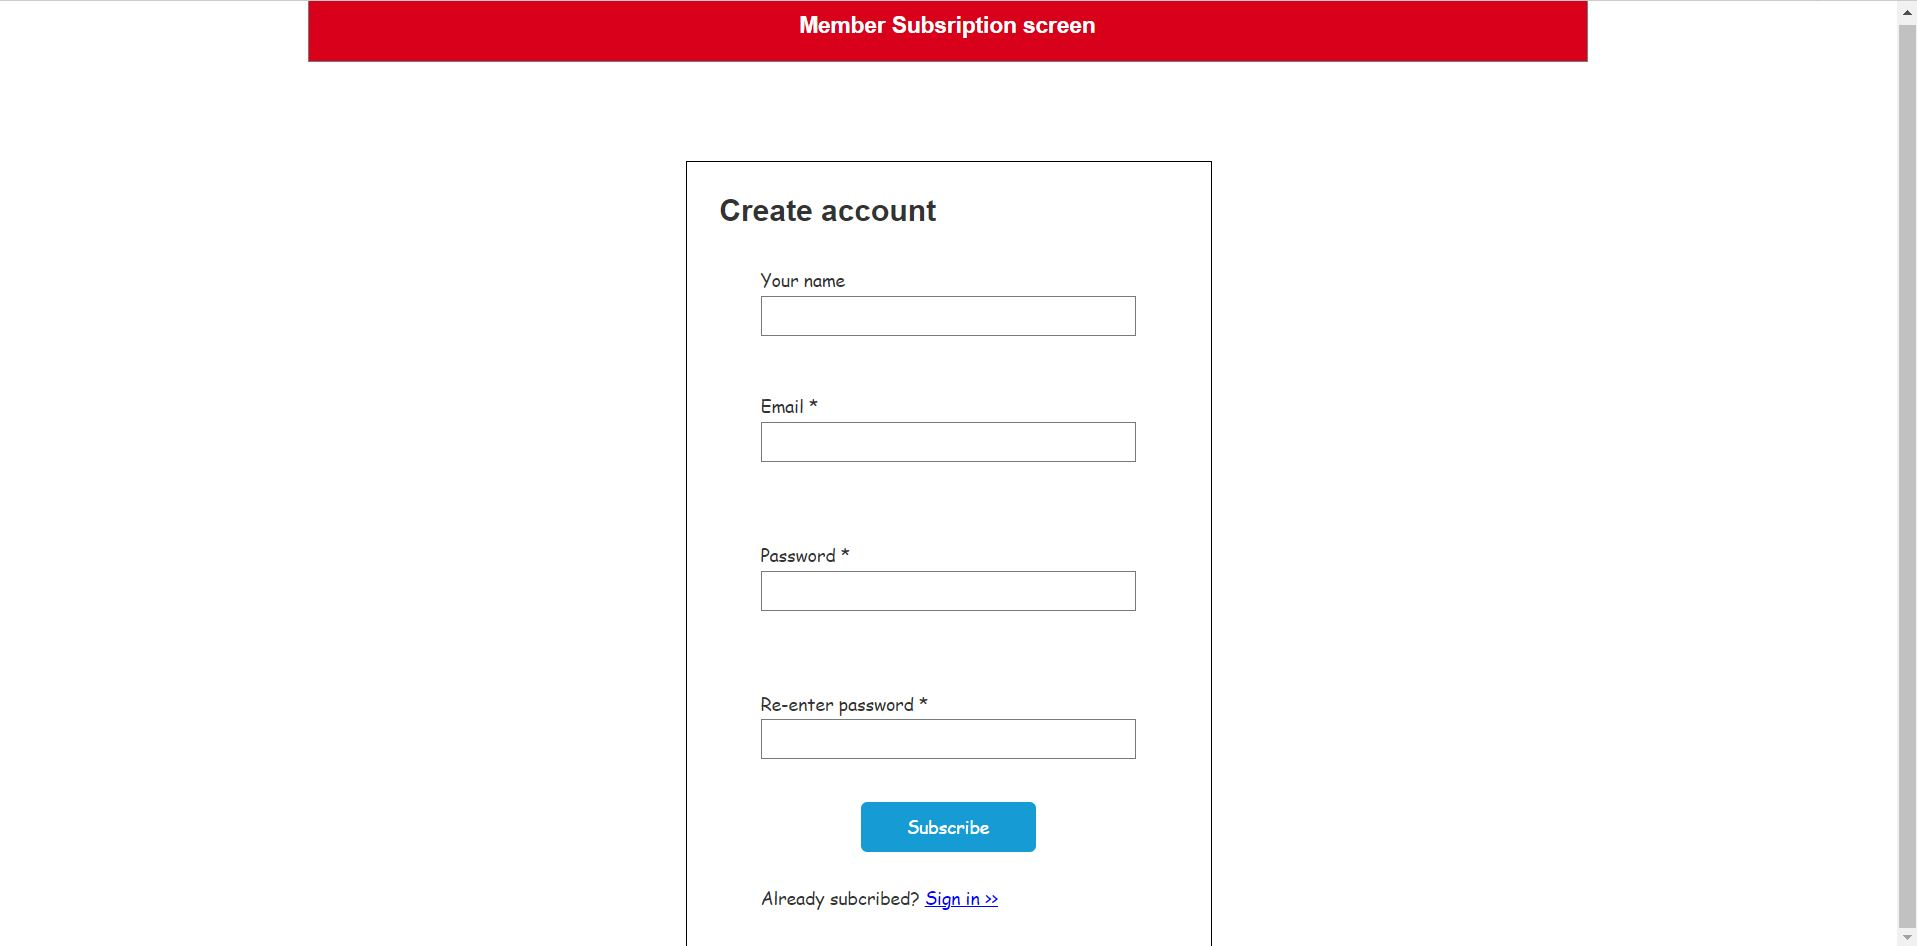 Member Subsription screen
Create account
Your name
Email *
Password *
Re-enter password *
Subscribe
Already subcribed? Sign in >>